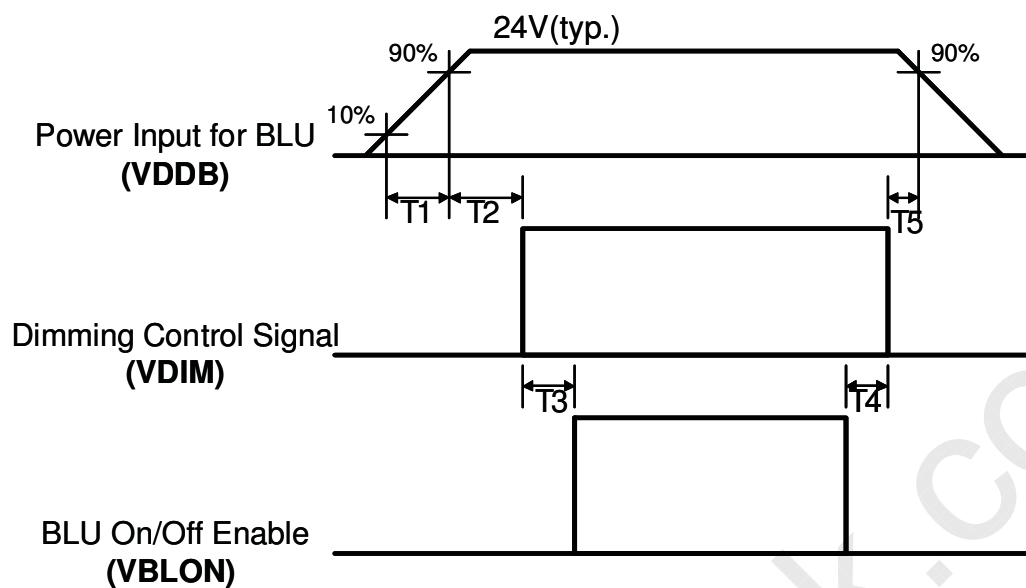 24V(typ.)
90%
90%
10%
Power Input for BLU
(VDDB)
T1
T2
T5
Dimming Control Signal
(VDIM)
T3
T4
BLU On/Off Enable
(VBLON)